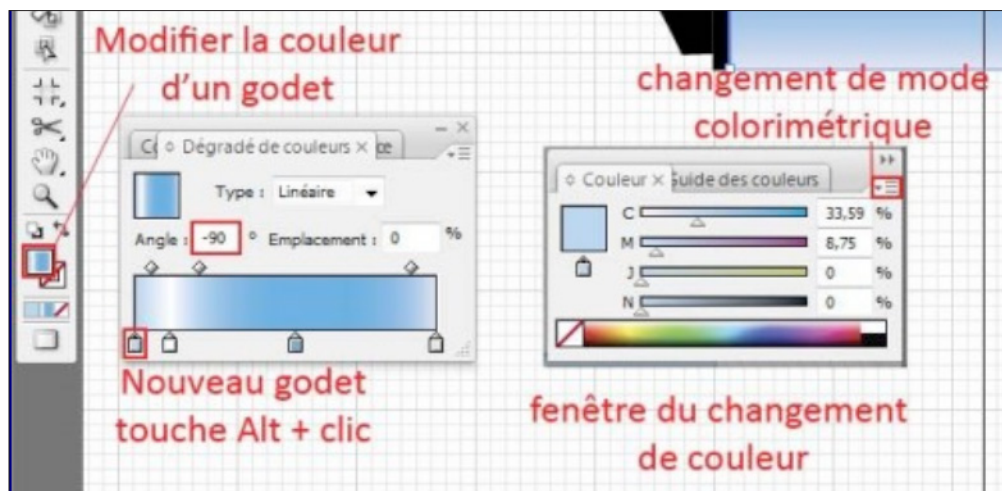 Modifier la couleur
d'un godet
changement de mode
colorimétrique
Dégradé de couleurs ×
Type : Linéaire
Angle : -90 ° Emplacement : 0 %
Couleur × Guide des couleurs
C 33,59 %
M 8,75 %
J 0 %
N 0 %
Nouveau godet
touche Alt + clic
fenêtre du changement
de couleur